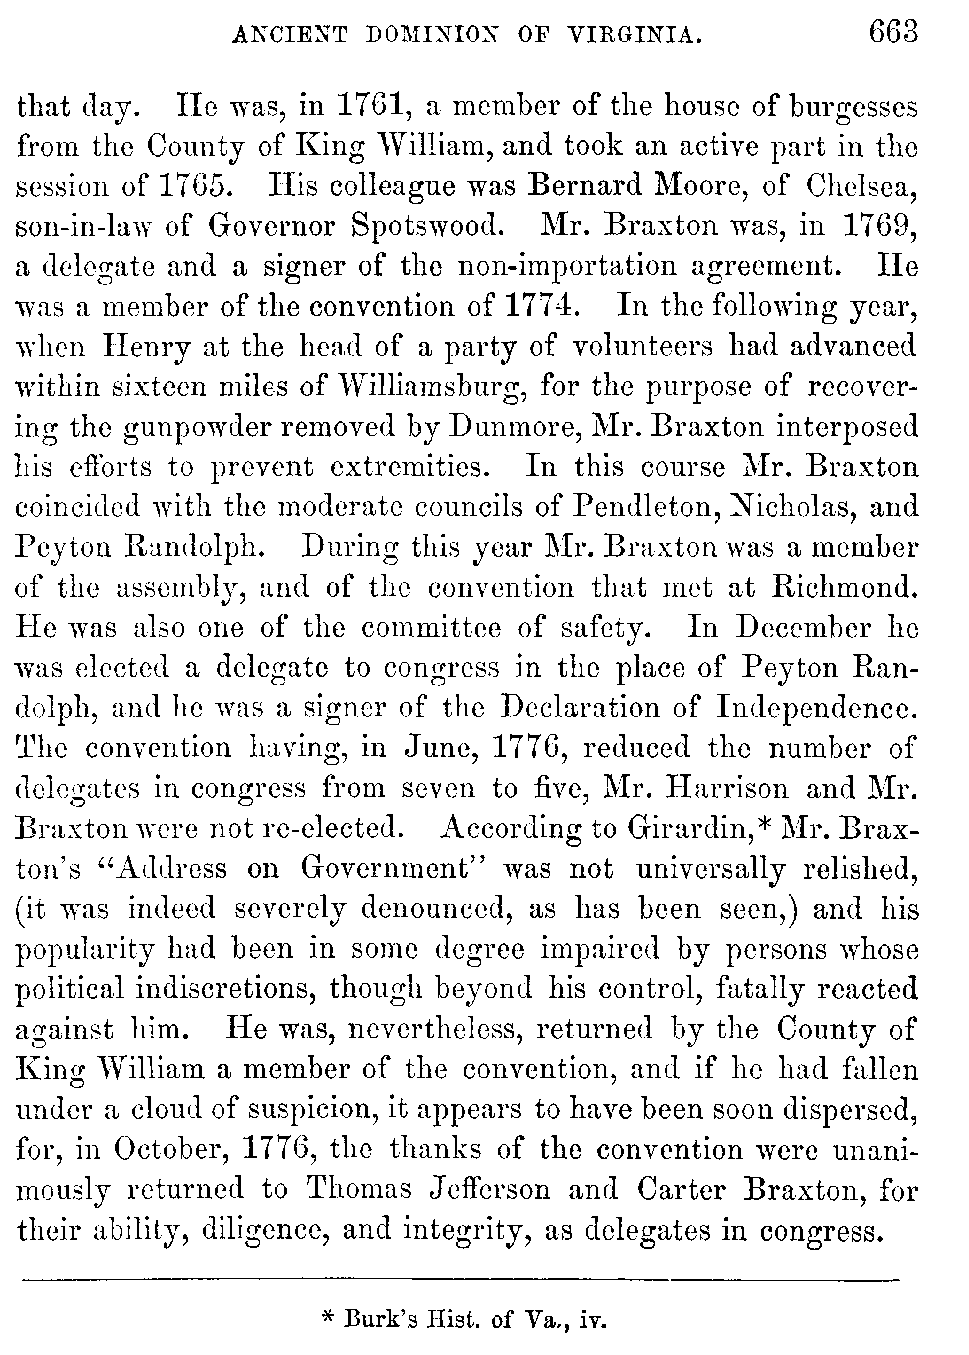 ANCIENT DOMINION OF VIRGINIA. 663
that day. He was, in 1761, a member of the house of burgesses
from the County of King William, and took an active part in the
session of 1765. His colleague was Bernard Moore, of Chelsea,
son-in-law of Governor Spotswood. Mr. Braxton was, in 1769,
a delegate and a signer of the non-importation agreement. He
was a member of the convention of 1774. In the following year,
when Henry at the head of a party of volunteers had advanced
within sixteen miles of Williamsburg, for the purpose of recover-
ing the gunpowder removed by Dunmore, Mr. Braxton interposed
his efforts to prevent extremities. In this course Mr. Braxton
coincided with the moderate councils of Pendleton, Nicholas, and
Peyton Randolph. During this year Mr. Braxton was a member
of the assembly, and of the convention that met at Richmond.
He was also one of the committee of safety. In December he
was elected a delegate to congress in the place of Peyton Ran-
dolph, and he was a signer of the Declaration of Independence.
The convention having, in June, 1776, reduced the number of
delegates in congress from seven to five, Mr. Harrison and Mr.
Braxton were not re-elected. According to Girardin,* Mr. Brax-
ton's "Address on Government" was not universally relished,
(it was indeed severely denounced, as has been seen,) and his
popularity had been in some degree impaired by persons whose
political indiscretions, though beyond his control, fatally reacted
against him. He was, nevertheless, returned by the County of
King William a member of the convention, and if he had fallen
under a cloud of suspicion, it appears to have been soon dispersed,
for, in October, 1776, the thanks of the convention were unani-
mously returned to Thomas Jefferson and Carter Braxton, for
their ability, diligence, and integrity, as delegates in congress.
* Burk's Hist. of Va., iv.